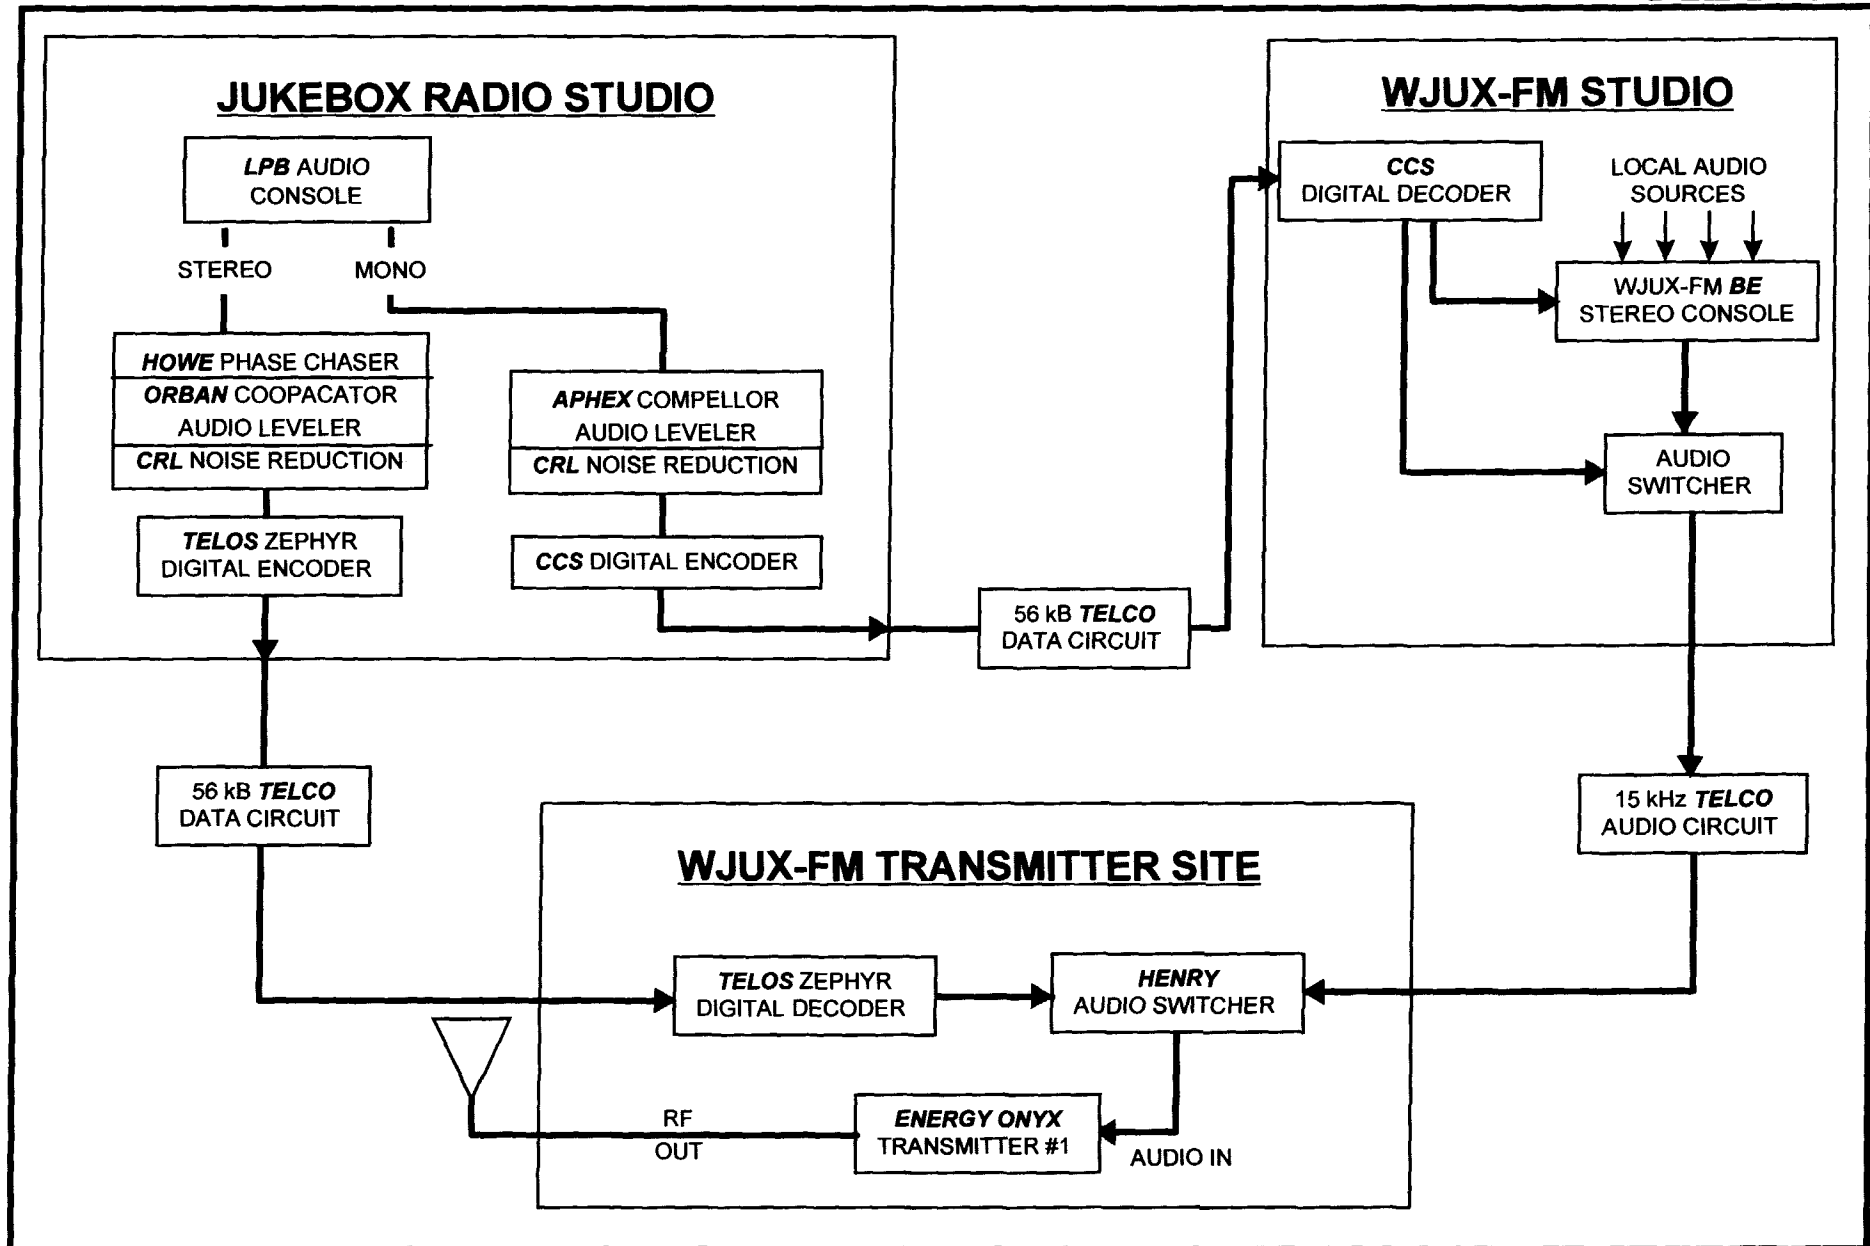 JUKEBOX RADIO STUDIO
LPB AUDIO
CONSOLE
STEREO
MONO
HOWE PHASE CHASER
ORBAN COOPACATOR
AUDIO LEVELER
CRL NOISE REDUCTION
TELOS ZEPHYR
DIGITAL ENCODER
APHEX COMPELLOR
AUDIO LEVELER
CRL NOISE REDUCTION
CCS DIGITAL ENCODER
56 kB TELCO
DATA CIRCUIT
WJUX-FM STUDIO
CCS
DIGITAL DECODER
LOCAL AUDIO
SOURCES
WJUX-FM BE
STEREO CONSOLE
AUDIO
SWITCHER
56 kB TELCO
DATA CIRCUIT
15 kHz TELCO
AUDIO CIRCUIT
WJUX-FM TRANSMITTER SITE
TELOS ZEPHYR
DIGITAL DECODER
HENRY
AUDIO SWITCHER
ENERGY ONYX
TRANSMITTER #1
AUDIO IN
RF
OUT